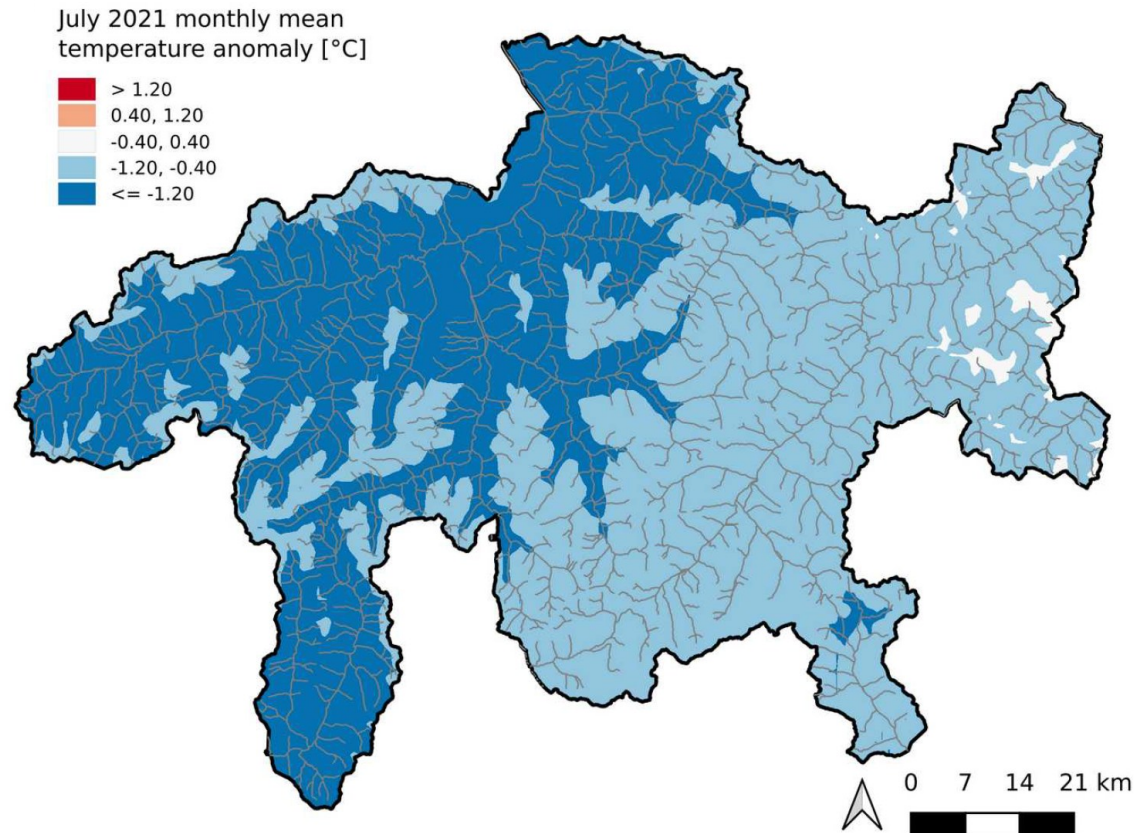 July 2021 monthly mean
temperature anomaly [°C]
> 1.20
0.40, 1.20
-0.40, 0.40
-1.20, -0.40
<= -1.20
0 7 14 21 km